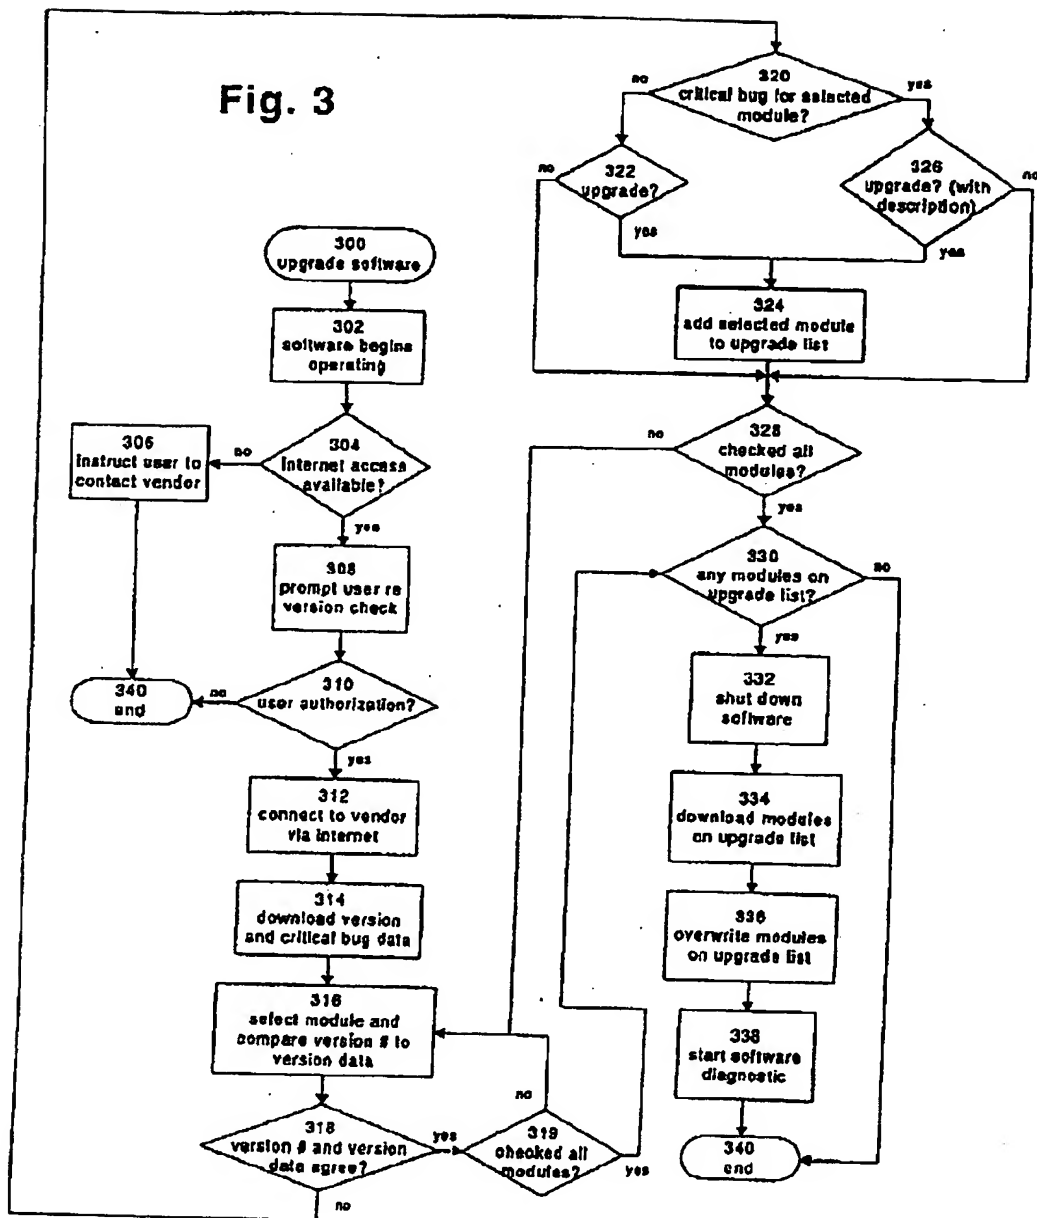 Fig. 3
300
upgrade software
302
software begins
operating
304
internet access
available?
no
yes
306
instruct user to
contact vendor
308
prompt user re
version check
310
user authorization?
no
yes
340
end
312
connect to vendor
via internet
314
download version
and critical bug data
316
select module and
compare version # to
version data
318
version # and version
data agree?
yes
no
319
checked all
modules?
no
yes
320
critical bug for selected
module?
no
yes
322
upgrade?
no
yes
326
upgrade? (with
description)
no
yes
324
add selected module
to upgrade list
328
checked all
modules?
no
yes
330
any modules on
upgrade list?
no
yes
332
shut down
software
334
download modules
on upgrade list
336
overwrite modules
on upgrade list
338
start software
diagnostic
340
end